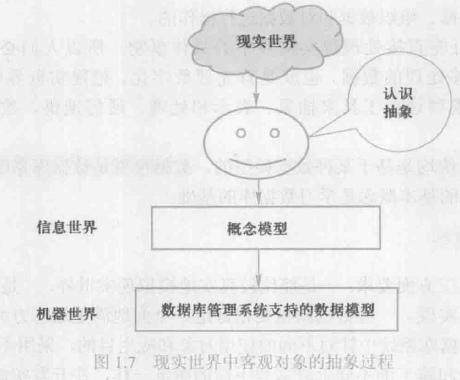 现实世界
认识
抽象
信息世界
概念模型
机器世界
数据库管理系统支持的数据模型
图 1.7 现实世界中客观对象的抽象过程